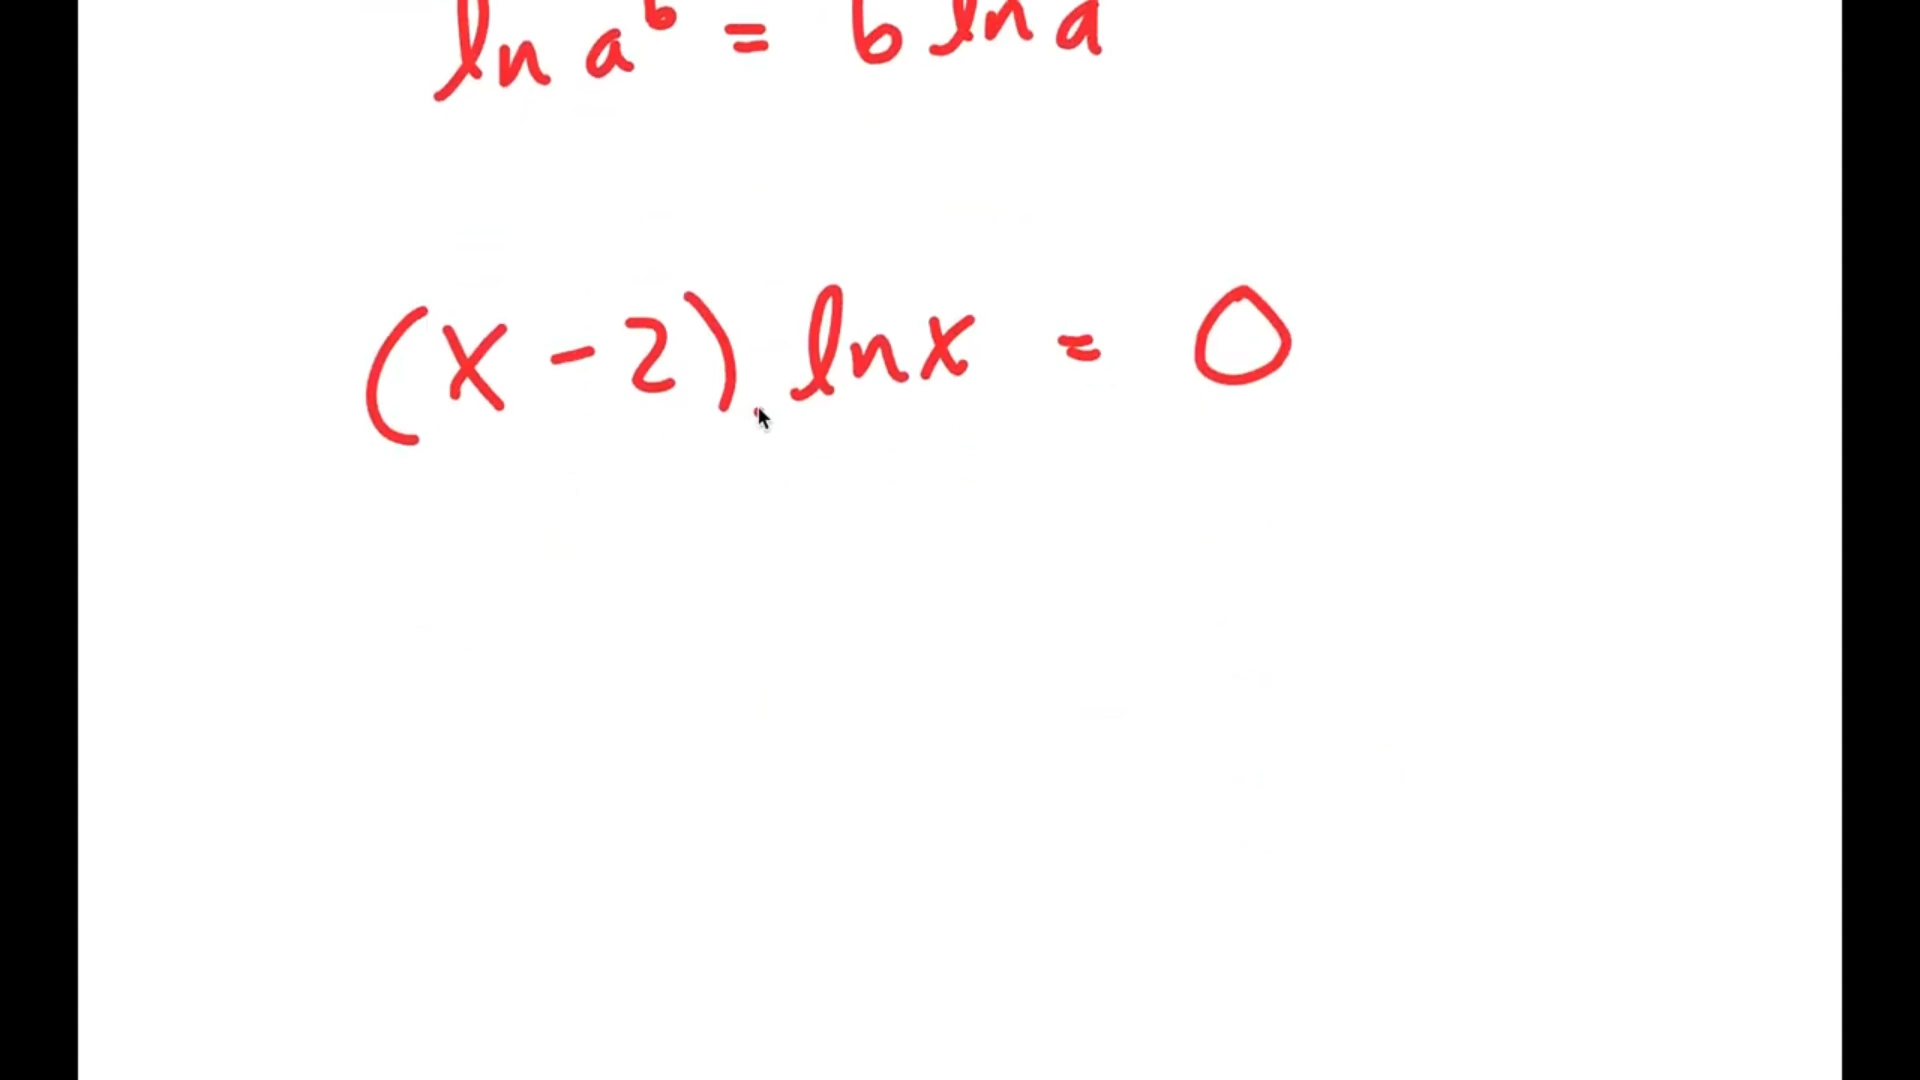 ln a^b = b ln a
(x - 2) ln x = 0